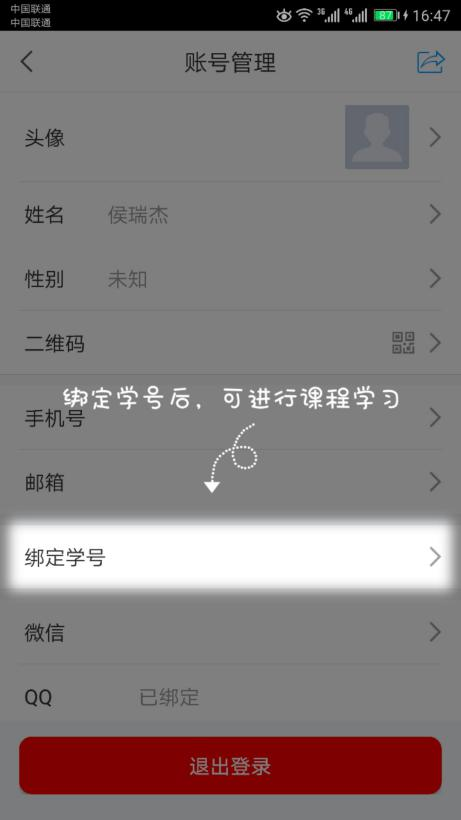 中国联通
中国联通
3G 4G 87 16:47
账号管理
头像
姓名 侯瑞杰
性别 未知
二维码
绑定学号后，可进行课程学习
手机号
邮箱
绑定学号
微信
QQ 已绑定
退出登录